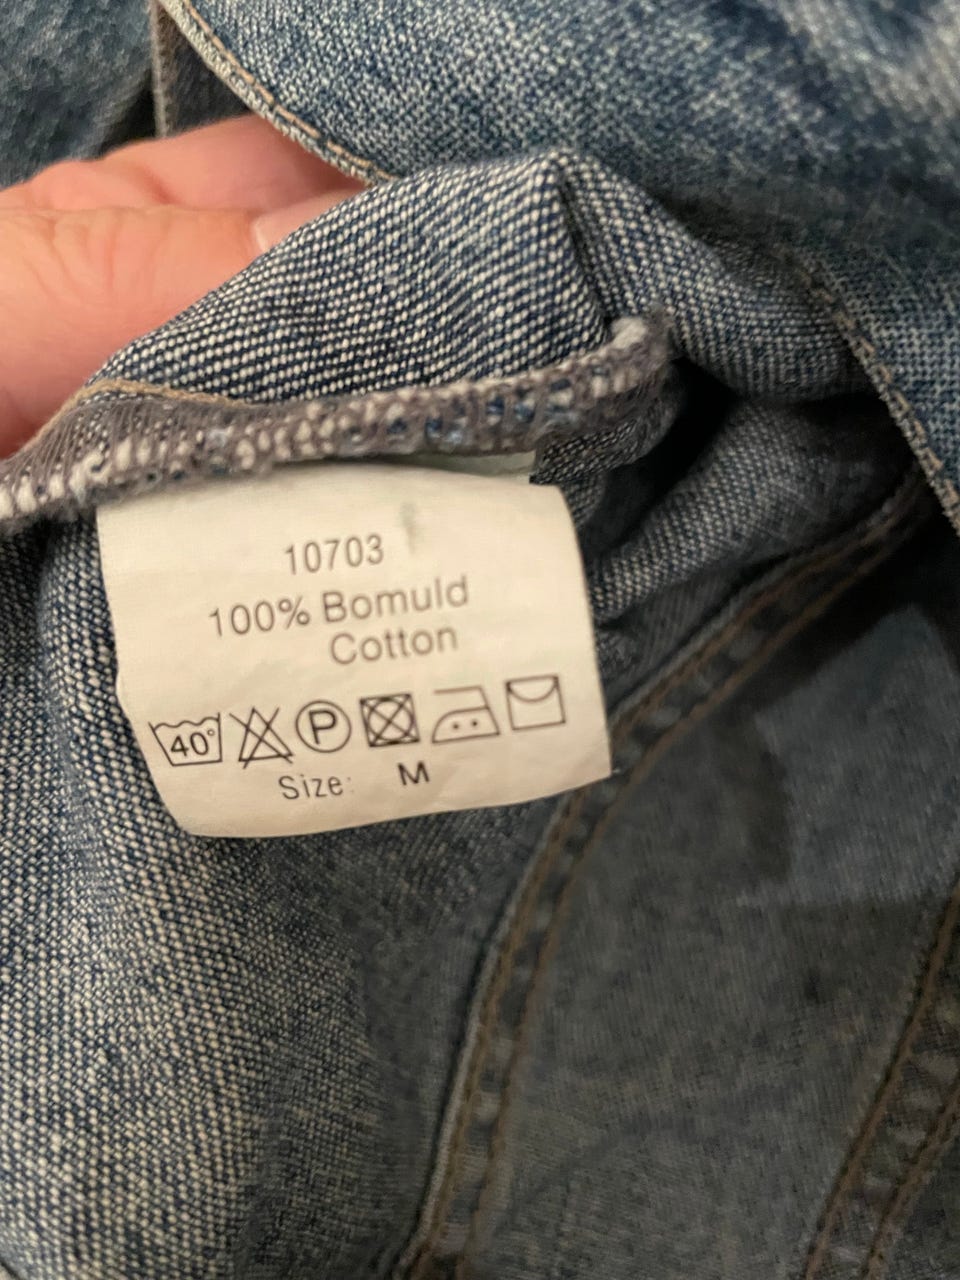 10703
100% Bomuld
Cotton
40° P
Size: M